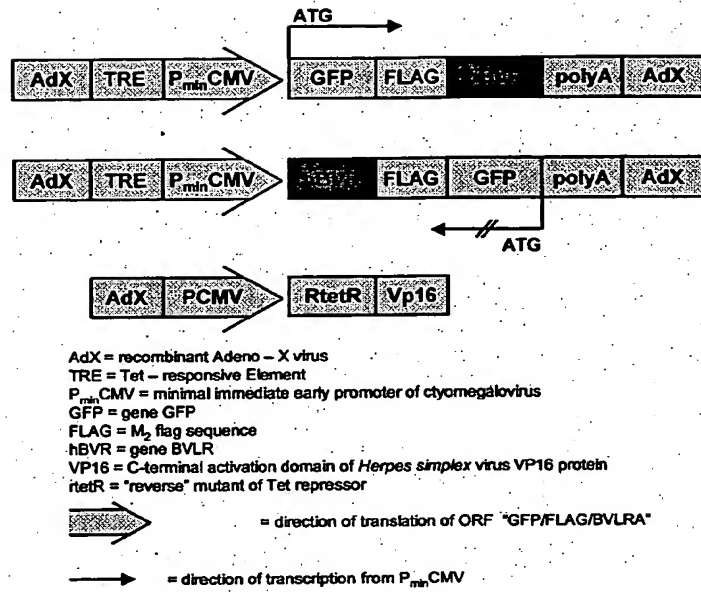 ATG
AdX TRE PminCMV GFP FLAG polyA AdX
AdX TRE PminCMV FLAG GFP polyA AdX
ATG
AdX PCMV RtetR Vp16
AdX = recombinant Adeno – X virus
TRE = Tet – responsive Element
PminCMV = minimal immediate early promoter of ctyomegalovirus
GFP = gene GFP
FLAG = M2 flag sequence
hBVR = gene BVLR
VP16 = C-terminal activation domain of Herpes simplex virus VP16 protein
rtetR = "reverse" mutant of Tet repressor
= direction of translation of ORF "GFP/FLAG/BVLRA"
= direction of transcription from PminCMV